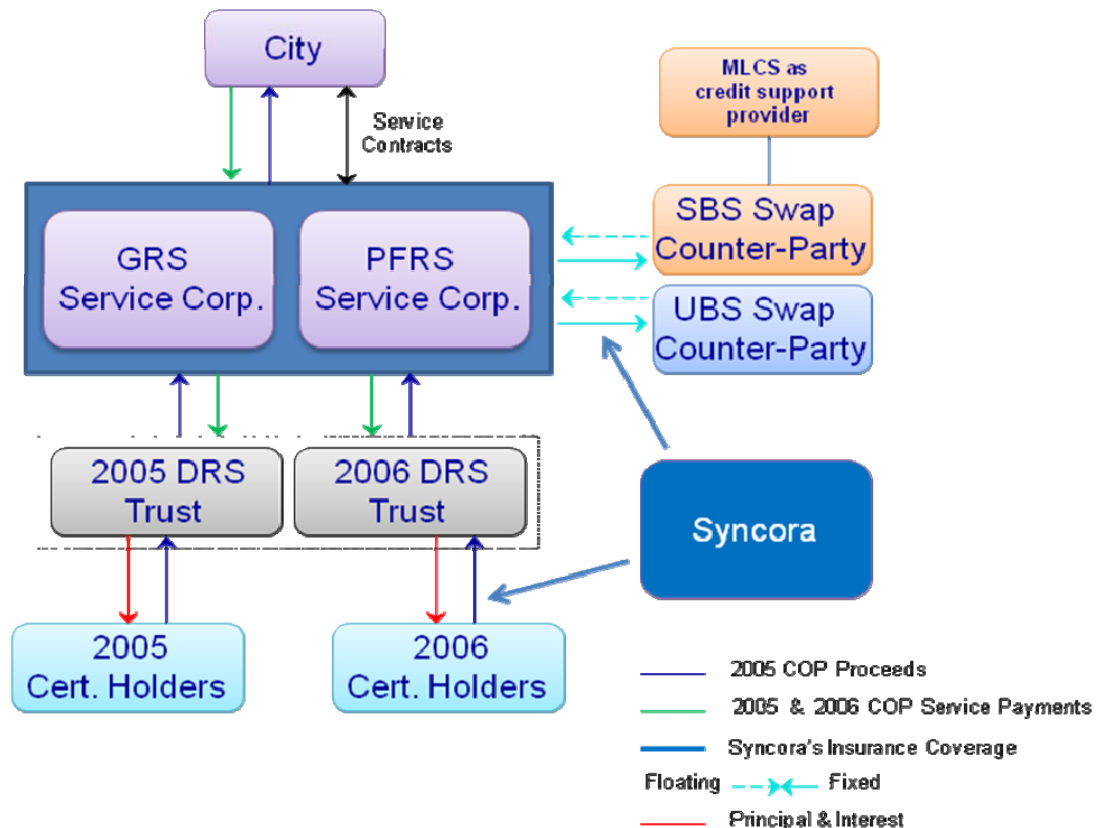 City
MLCS as
credit support
provider
Service
Contracts
GRS
Service Corp.
PFRS
Service Corp.
SBS Swap
Counter-Party
UBS Swap
Counter-Party
2005 DRS
Trust
2006 DRS
Trust
Syncora
2005
Cert. Holders
2006
Cert. Holders
2005 COP Proceeds
2005 & 2006 COP Service Payments
Syncora's Insurance Coverage
Floating Fixed
Principal & Interest